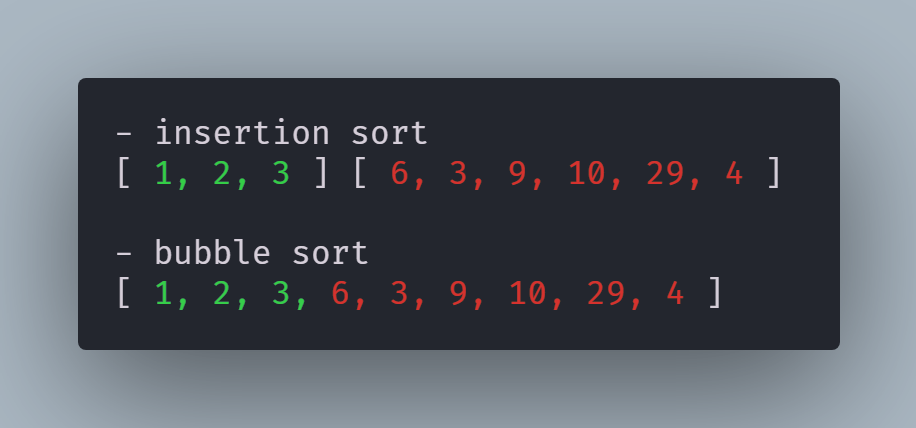 - insertion sort
[ 1, 2, 3 ] [ 6, 3, 9, 10, 29, 4 ]
- bubble sort
[ 1, 2, 3, 6, 3, 9, 10, 29, 4 ]